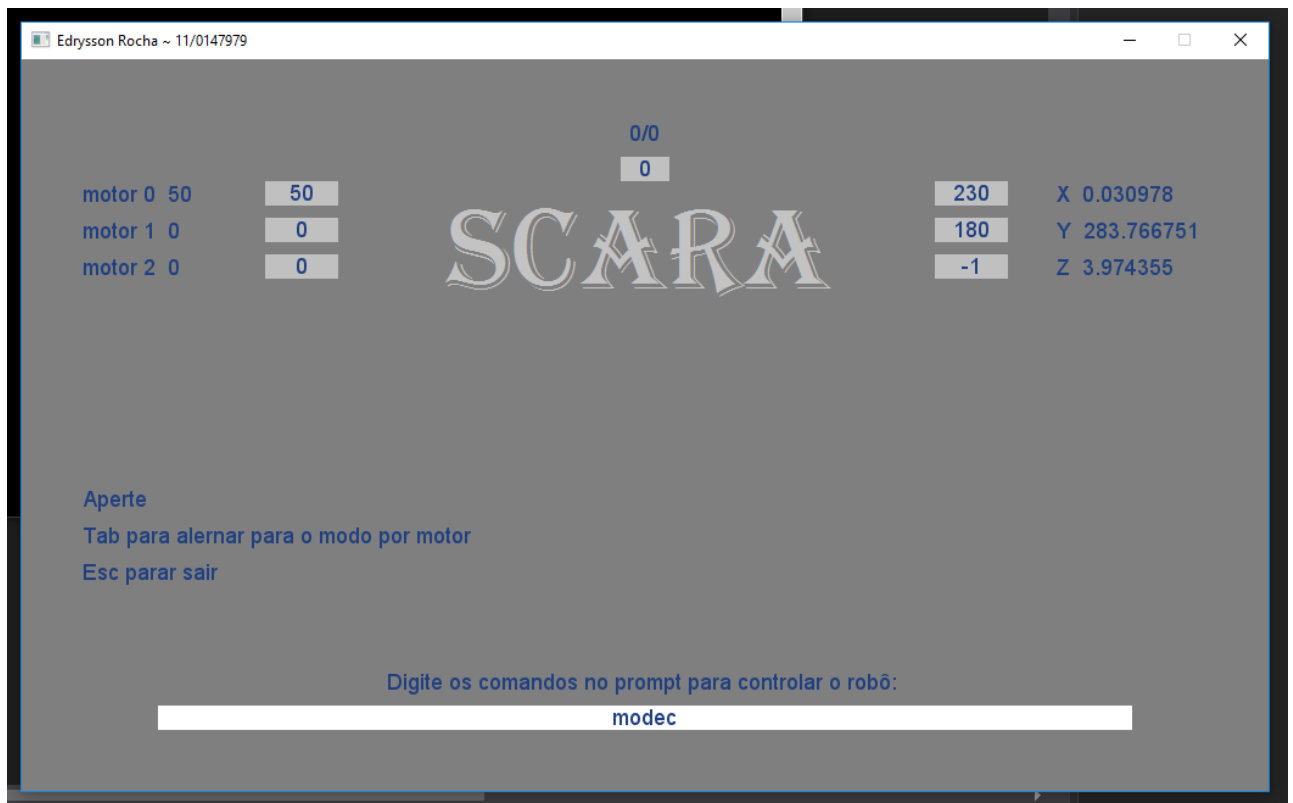 Edrysson Rocha ~ 11/0147979
0/0
0
motor 0 50 50 230 X 0.030978
motor 1 0 0 180 Y 283.766751
motor 2 0 0 -1 Z 3.974355
SCARA
Aperte
Tab para alernar para o modo por motor
Esc parar sair
Digite os comandos no prompt para controlar o robô:
modec